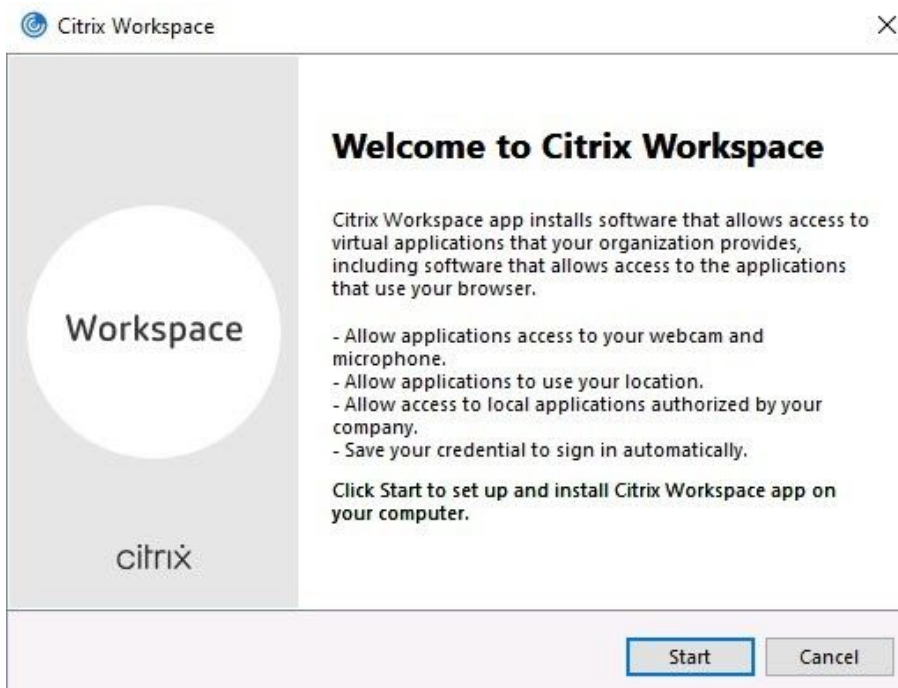 Citrix Workspace
Welcome to Citrix Workspace
Citrix Workspace app installs software that allows access to
virtual applications that your organization provides,
including software that allows access to the applications
that use your browser.
- Allow applications access to your webcam and
microphone.
- Allow applications to use your location.
- Allow access to local applications authorized by your
company.
- Save your credential to sign in automatically.
Click Start to set up and install Citrix Workspace app on
your computer.
Workspace
citrix
Start
Cancel